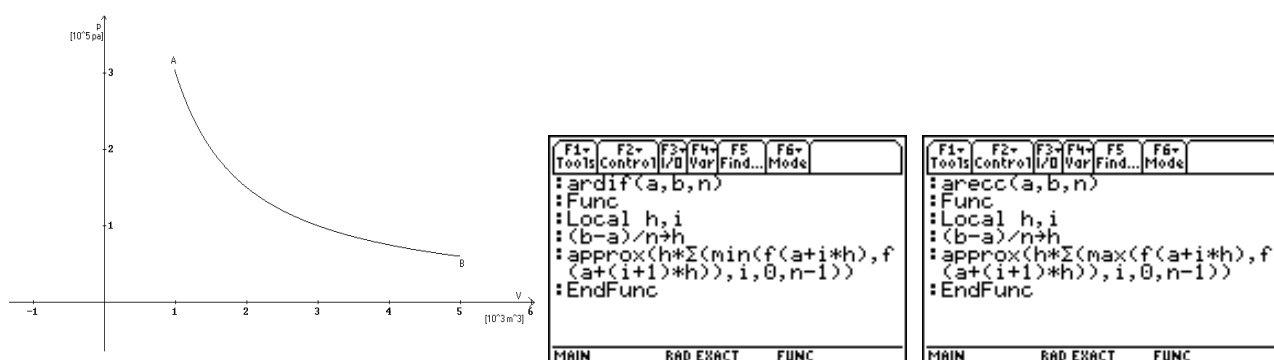 p
[10^5 pa]
A
3
2
1
B
V
-1 1 2 3 4 5 6
[10^3 m^3]
F1 F2 F3 F4 F5 F6
Tools Control I/O Var Find... Mode
:ardif(a,b,n)
:Func
:Local h,i
:(b-a)/n→h
:approx(h*Σ(min(f(a+i*h),f
(a+(i+1)*h)),i,0,n-1))
:EndFunc
MAIN RAD EXACT FUNC
F1 F2 F3 F4 F5 F6
Tools Control I/O Var Find... Mode
:arecc(a,b,n)
:Func
:Local h,i
:(b-a)/n→h
:approx(h*Σ(max(f(a+i*h),f
(a+(i+1)*h)),i,0,n-1))
:EndFunc
MAIN RAD EXACT FUNC